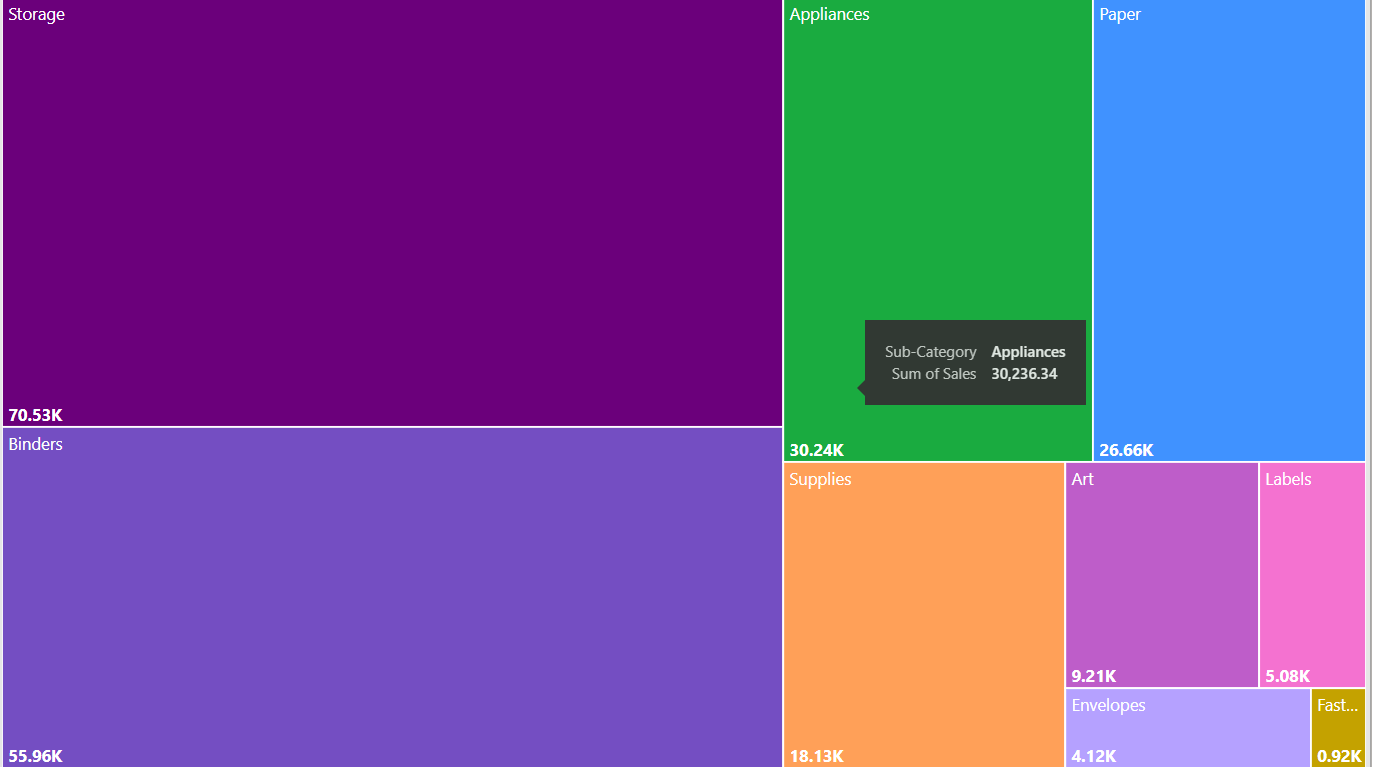 Storage
70.53K
Binders
55.96K
Appliances
Sub-Category Appliances
Sum of Sales 30,236.34
30.24K
Paper
26.66K
Supplies
18.13K
Art
9.21K
Labels
5.08K
Envelopes
4.12K
Fast...
0.92K